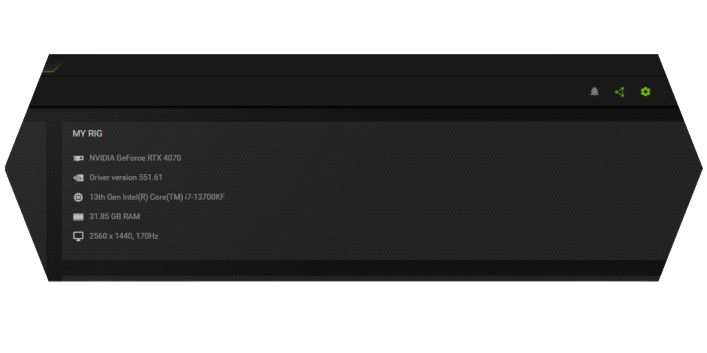 MY RIG
NVIDIA GeForce RTX 4070
Driver version 551.61
13th Gen Intel(R) Core(TM) i7-13700KF
31.85 GB RAM
2560 x 1440, 170Hz